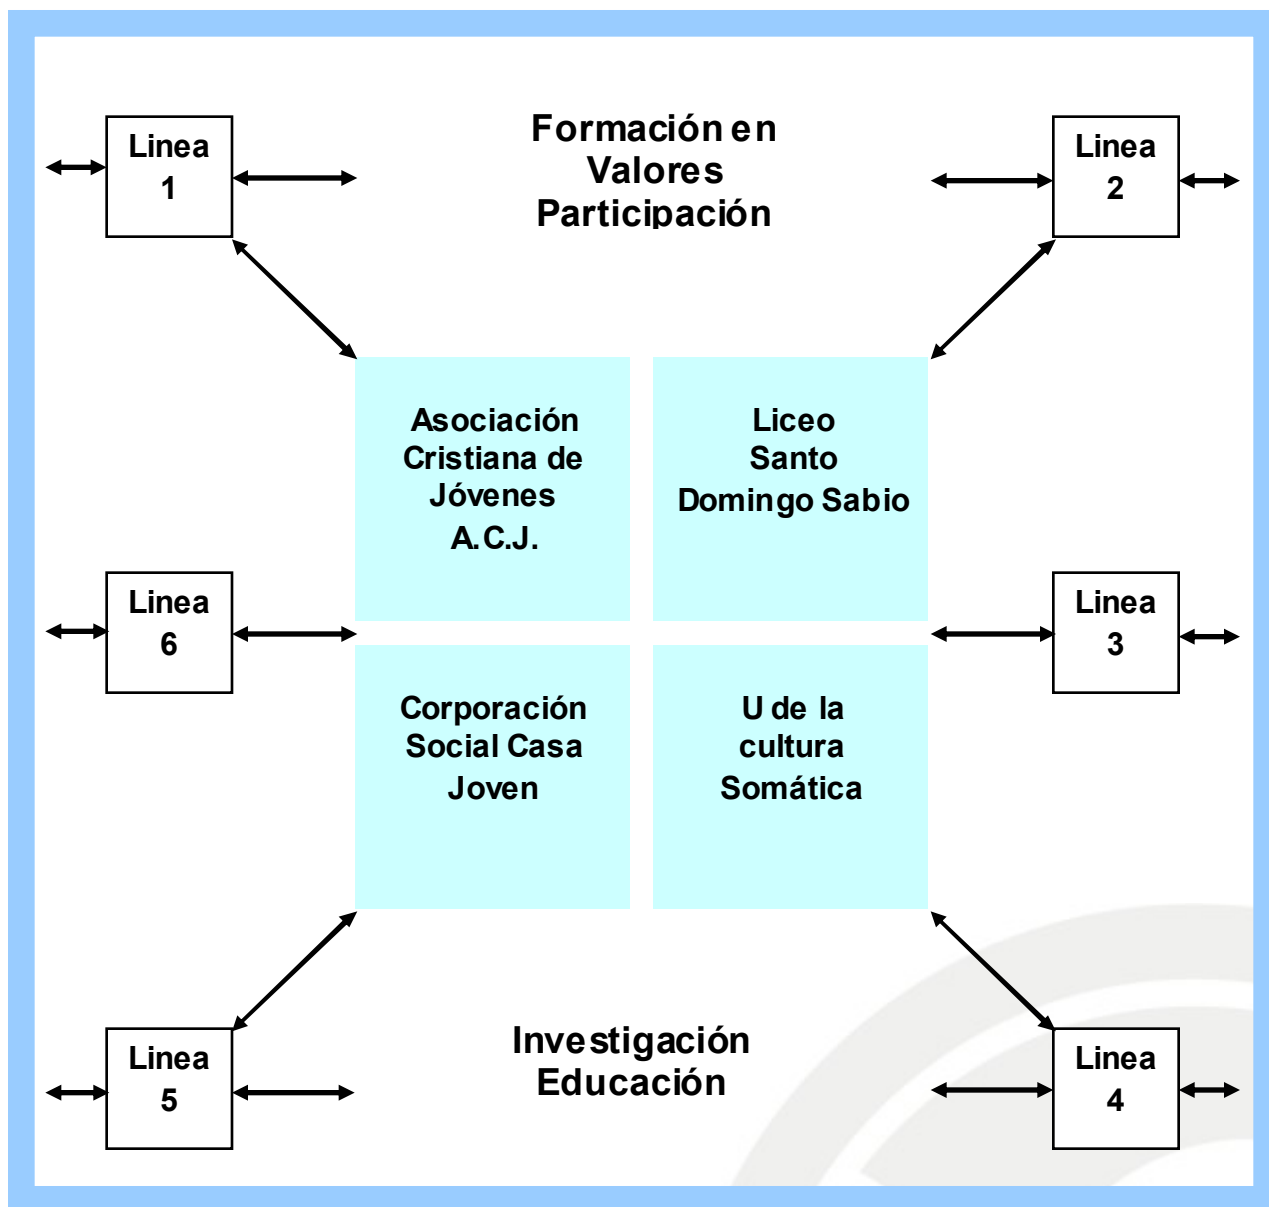 Linea
1
Formación en
Valores
Participación
Linea
2
Asociación
Cristiana de
Jóvenes
A.C.J.
Liceo
Santo
Domingo Sabio
Linea
6
Linea
3
Corporación
Social Casa
Joven
U de la
cultura
Somática
Linea
5
Investigación
Educación
Linea
4